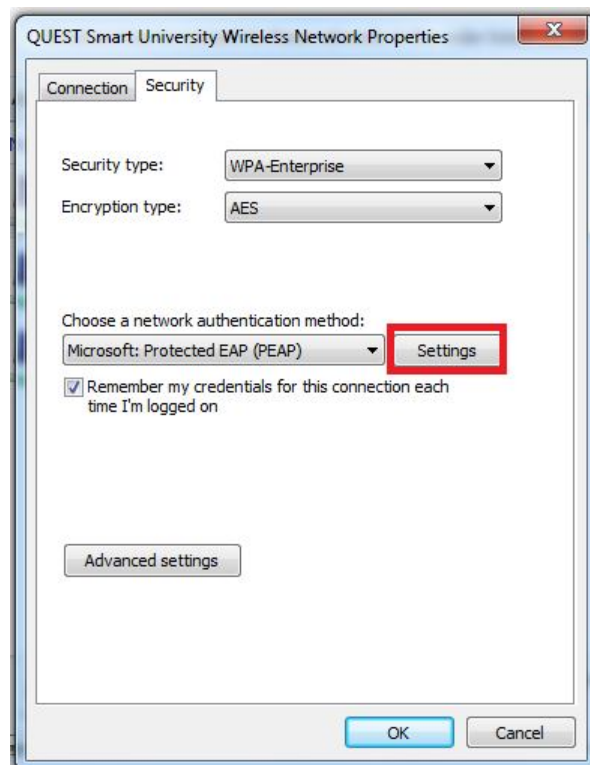 QUEST Smart University Wireless Network Properties
Connection Security
Security type: WPA-Enterprise
Encryption type: AES
Choose a network authentication method:
Microsoft: Protected EAP (PEAP) Settings
Remember my credentials for this connection each
time I'm logged on
Advanced settings
OK Cancel